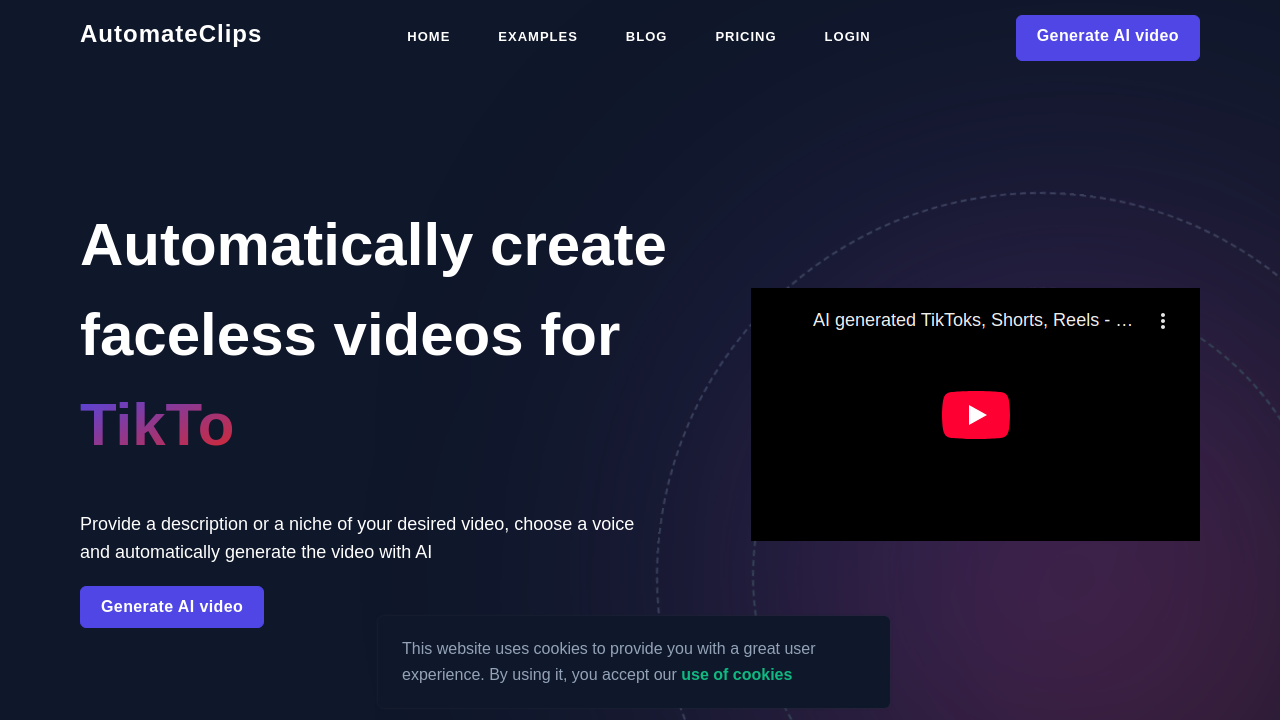 AutomateClips
HOME
EXAMPLES
BLOG
PRICING
LOGIN
Generate AI video
Automatically create
faceless videos for
TikTo
AI generated TikToks, Shorts, Reels - …
Provide a description or a niche of your desired video, choose a voice
and automatically generate the video with AI
Generate AI video
This website uses cookies to provide you with a great user
experience. By using it, you accept our use of cookies